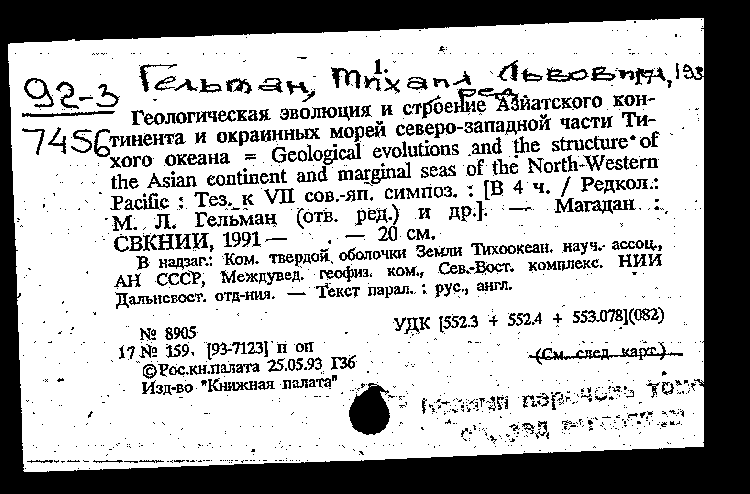 1.
92-3 Гельман, Михаил Львович, 193
ред.
Геологическая эволюция и строение Азиатского кон-
7456 тинента и окраинных морей северо-западной части Ти-
хого океана = Geological evolutions and the structure of
the Asian continent and marginal seas of the North-Western
Pacific : Тез. к VII сов.-яп. симпоз. : [В 4 ч. / Редкол.:
М. Л. Гельман (отв. ред.) и др.]. — Магадан :
СВКНИИ, 1991 — . — 20 см.
В надзаг.: Ком. твердой оболочки Земли Тихоокеан. науч. ассоц.,
АН СССР, Междувед. геофиз. ком., Сев.-Вост. комплекс. НИИ
Дальневост. отд-ния. — Текст парал. : рус., англ.
№ 8905 УДК [552.3 + 552.4 + 553.078](082)
17 № 159. [93-7123] п оп (См. след. карт.)
© Рос.кн.палата 25.05.93 Г3б
Изд-во "Книжная палата"
перечень